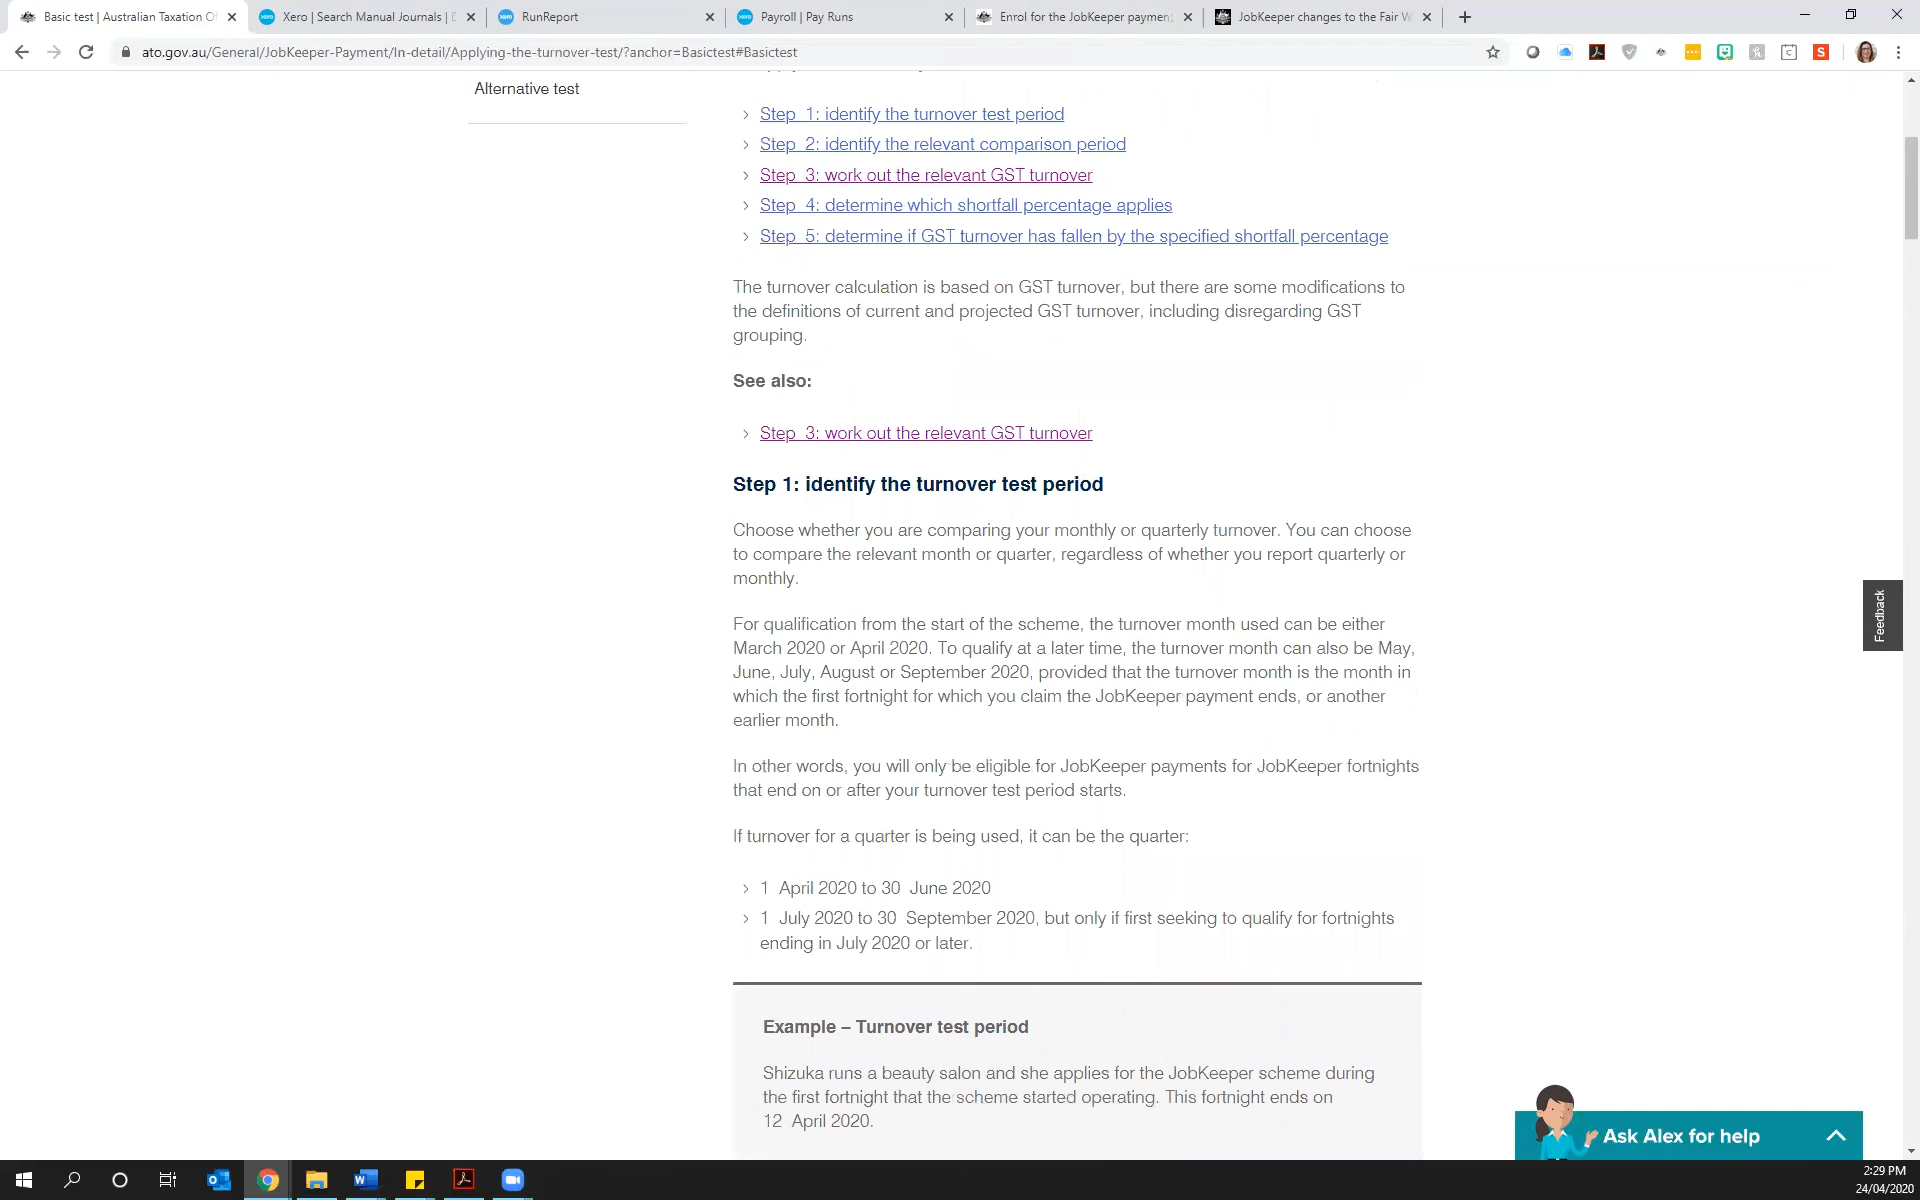 Basic test | Australian Taxation O
Xero | Search Manual Journals |
RunReport
Payroll | Pay Runs
Enrol for the JobKeeper paymen
JobKeeper changes to the Fair W
ato.gov.au/General/JobKeeper-Payment/In-detail/Applying-the-turnover-test/?anchor=Basictest#Basictest
Alternative test
Step 1: identify the turnover test period
Step 2: identify the relevant comparison period
Step 3: work out the relevant GST turnover
Step 4: determine which shortfall percentage applies
Step 5: determine if GST turnover has fallen by the specified shortfall percentage
The turnover calculation is based on GST turnover, but there are some modifications to
the definitions of current and projected GST turnover, including disregarding GST
grouping.
See also:
Step 3: work out the relevant GST turnover
Step 1: identify the turnover test period
Choose whether you are comparing your monthly or quarterly turnover. You can choose
to compare the relevant month or quarter, regardless of whether you report quarterly or
monthly.
For qualification from the start of the scheme, the turnover month used can be either
March 2020 or April 2020. To qualify at a later time, the turnover month can also be May,
June, July, August or September 2020, provided that the turnover month is the month in
which the first fortnight for which you claim the JobKeeper payment ends, or another
earlier month.
In other words, you will only be eligible for JobKeeper payments for JobKeeper fortnights
that end on or after your turnover test period starts.
If turnover for a quarter is being used, it can be the quarter:
1 April 2020 to 30 June 2020
1 July 2020 to 30 September 2020, but only if first seeking to qualify for fortnights
ending in July 2020 or later.
Example – Turnover test period
Shizuka runs a beauty salon and she applies for the JobKeeper scheme during
the first fortnight that the scheme started operating. This fortnight ends on
12 April 2020.
Feedback
Ask Alex for help
2:29 PM
24/04/2020